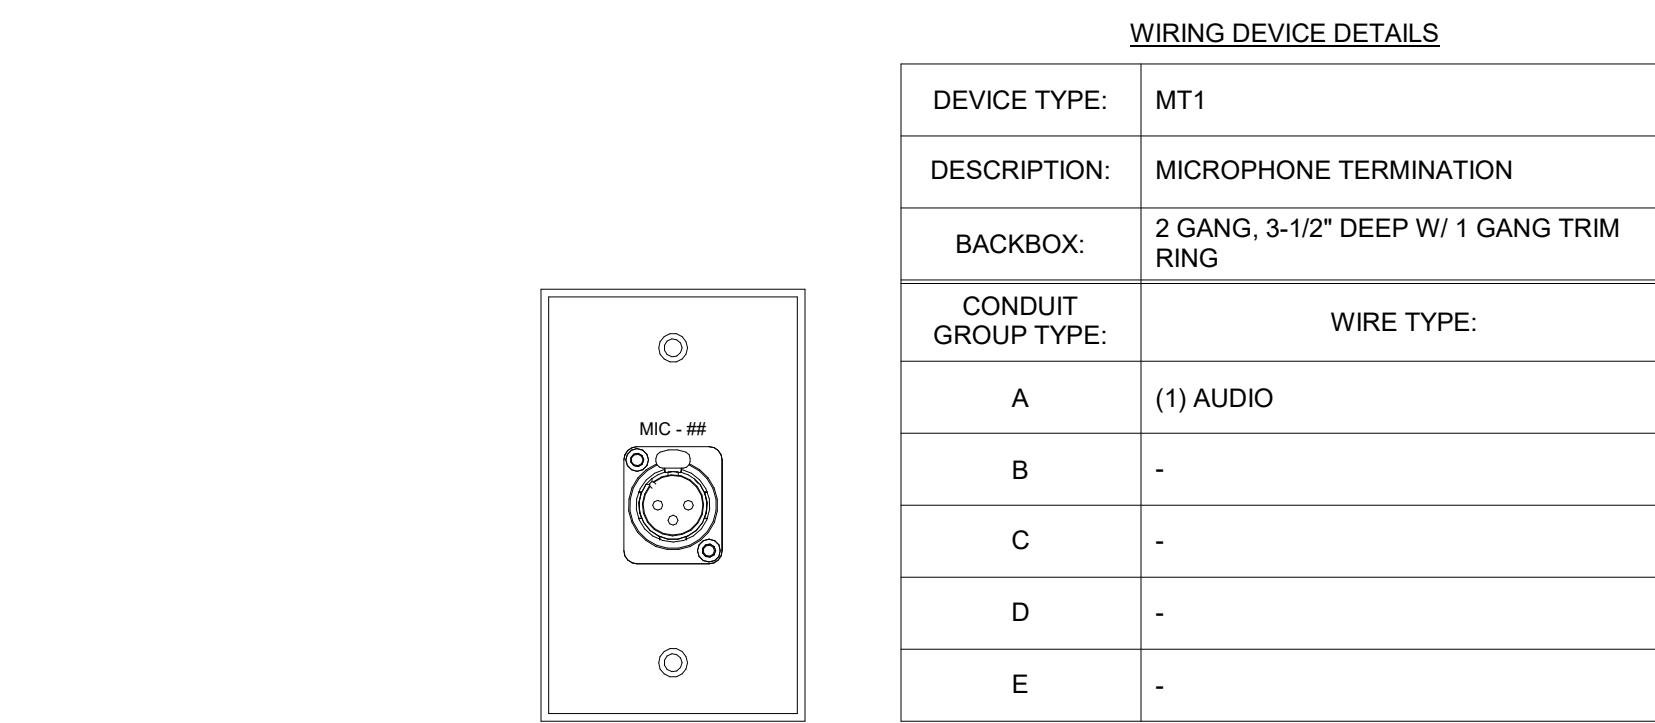 WIRING DEVICE DETAILS
DEVICE TYPE: MT1
DESCRIPTION: MICROPHONE TERMINATION
BACKBOX: 2 GANG, 3-1/2" DEEP W/ 1 GANG TRIM
RING
CONDUIT
GROUP TYPE: WIRE TYPE:
A (1) AUDIO
B -
C -
D -
E -
MIC - ##